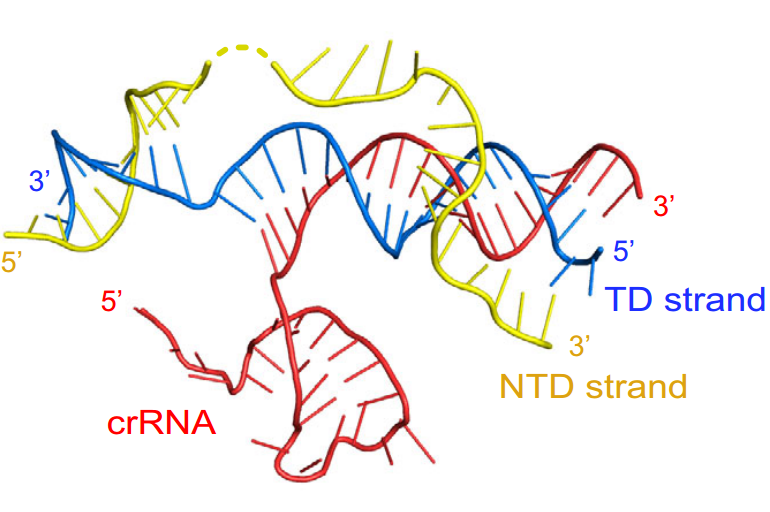 3’
5’
3’
5’
5’
TD strand
3’
NTD strand
crRNA